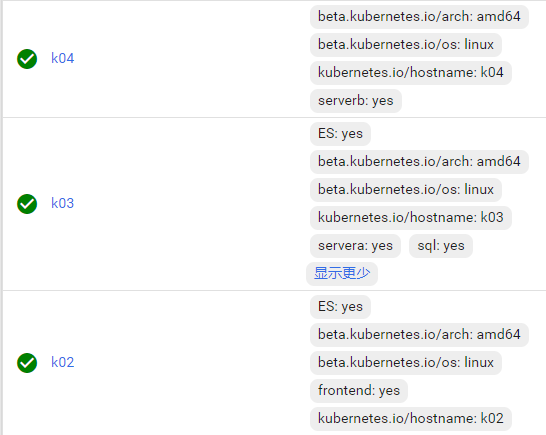 beta.kubernetes.io/arch: amd64
beta.kubernetes.io/os: linux
k04
kubernetes.io/hostname: k04
serverb: yes
ES: yes
beta.kubernetes.io/arch: amd64
beta.kubernetes.io/os: linux
k03
kubernetes.io/hostname: k03
servera: yes sql: yes
显示更少
ES: yes
beta.kubernetes.io/arch: amd64
k02
beta.kubernetes.io/os: linux
frontend: yes
kubernetes.io/hostname: k02